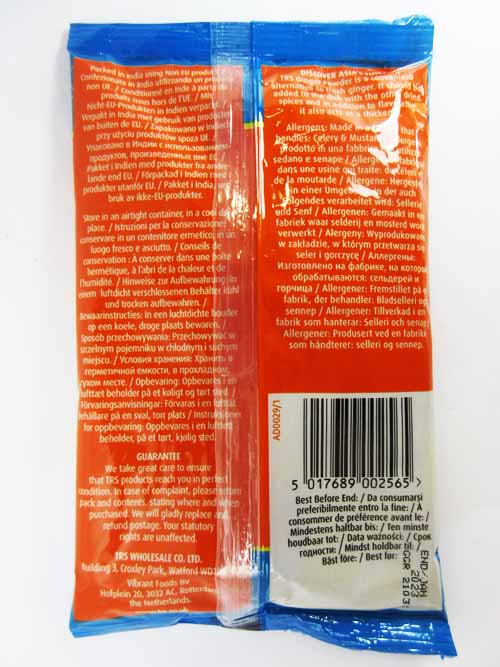 Packed in India using Non EU produce
Confezionato in India utilizzando prodotti
non UE. / Conditionné en Inde à partir de
produits issus hors de l'UE. / Mit
Nicht-EU-Produkten in Indien verpackt. /
Verpakt in India met gebruik van producten
van buiten de EU. / Zapakowano w Indiach
przy użyciu produktów spoza UE. /
Упаковано в Индии с использованием
продуктов, произведенных вне ЕС. /
Pakket i Indien med produkter fra andre
lande end EU. / Förpackad i Indien med
produkter utanför EU. / Pakket i India,
bruk av ikke-EU-produkter.
Store in an airtight container, in a cool dry
place. / Istruzioni per la conservazione:
conservare in un contenitore ermetico, in un
luogo fresco e asciutto. / Conseils de
conservation : À conserver dans une boîte
hermétique, à l'abri de la chaleur et de
l'humidité. / Hinweise zur Aufbewahrung: in
einem luftdicht verschlossenen Behälter kühl
und trocken aufbewahren. /
Bewaarinstructies: In een luchtdichte houder
op een koele, droge plaats bewaren. /
Sposób przechowywania: Przechowywać w
szczelnym pojemniku w chłodnym i suchym
miejscu. / Условия хранения: Хранить в
герметичной емкости, в прохладном,
сухом месте. / Opbevaring: Opbevares i en
lufttæt beholder på et køligt og tørt sted. /
Förvaringsanvisningar: Förvaras i en lufttät
behållare på en sval, torr plats / Instruksjoner
for oppbevaring: Oppbevares i en lufttett
beholder, på et tørt, kjølig sted.
GUARANTEE
We take great care to ensure
that TRS products reach you in perfect
condition. In case of complaint, please return
pack and contents, stating where and when
purchased. We will gladly replace and
refund postage. Your statutory
rights are unaffected.
TRS WHOLESALE CO. LTD.
Building 3, Croxley Park, Watford WD18
Vibrant Foods BV
Hofplein 20, 3032 AC, Rotterdam
the Netherlands.
DISCOVER ASIA'S
TRS Ginger Powder is a convenient
alternative to fresh ginger. It should be
added to the dish with the other dried
spices and in addition to flavouring
it also acts as a thickener
Allergens: Made in a factory that
handles: Celery & Mustard / Allergeni:
prodotto in una fabbrica
sedano e senape / Allergènes: Fabriqué
dans une usine qui traite: du céleri et
de la moutarde / Allergene: Hergestellt
in einer Umgebung in der auch
folgendes verarbeitet wird: Sellerie
und Senf / Allergenen: Gemaakt in een
fabriek waar selderij en mosterd wordt
verwerkt / Alergny: Wyprodukowano
w zakładzie, w którym przetwarza się
seler i gorczycę / Аллергены:
Изготовлено на фабрике, на которой
обрабатываются: сельдерей и
горчица / Allergener: Fremstillet på en
fabrik, der behandler: Bladselleri og
sennep / Allergener: Tillverkad i en
fabrik som hanterar: Selleri och senap /
Allergener: Produsert ved en fabrikk
som håndterer: selleri og sennep.
AD0029/1
5 017689 002565 >
Best Before End: / Da consumarsi
preferibilmente entro la fine: / À
consommer de préférence avant le: /
Mindestens haltbar bis: / Ten minste
houdbaar tot: / Data ważności: / Срок
годности: / Mindst holdbar til: /
Bäst före: / Best før:
END/JAN
2023
GGR 2103